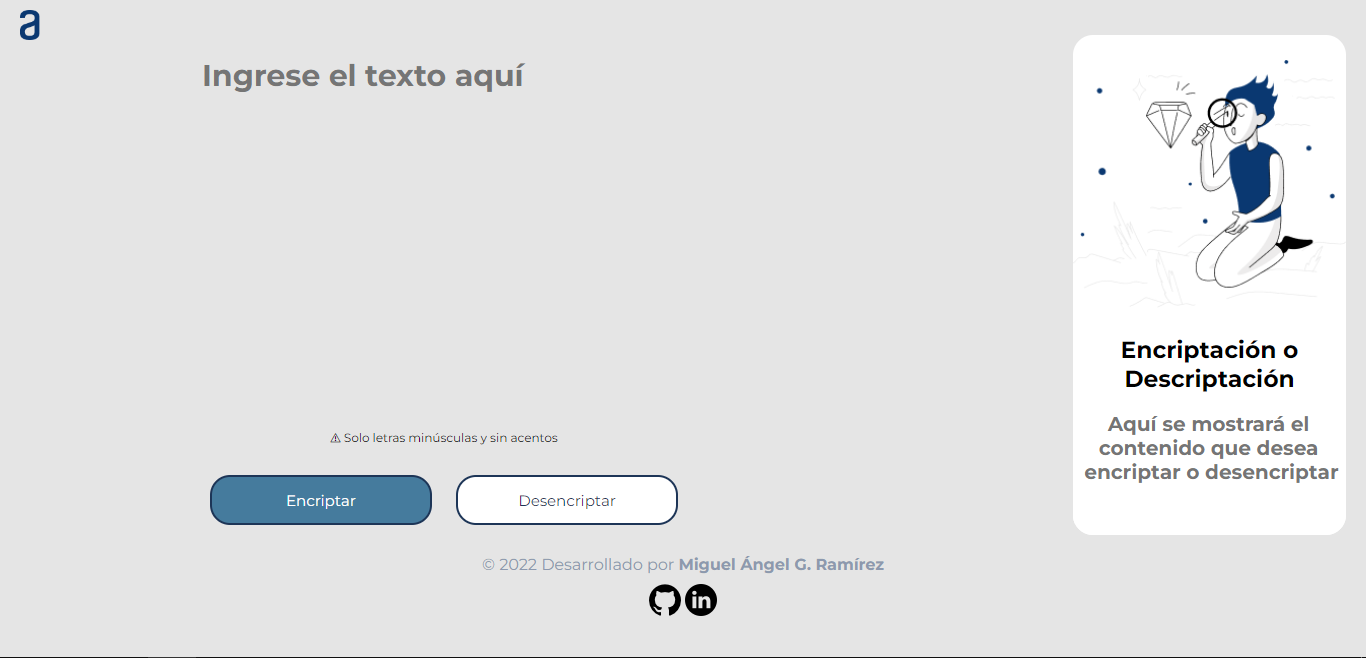 a
Ingrese el texto aquí
⚠ Solo letras minúsculas y sin acentos
Encriptar
Desencriptar
Encriptación o
Descriptación
Aquí se mostrará el
contenido que desea
encriptar o desencriptar
© 2022 Desarrollado por Miguel Ángel G. Ramírez
in